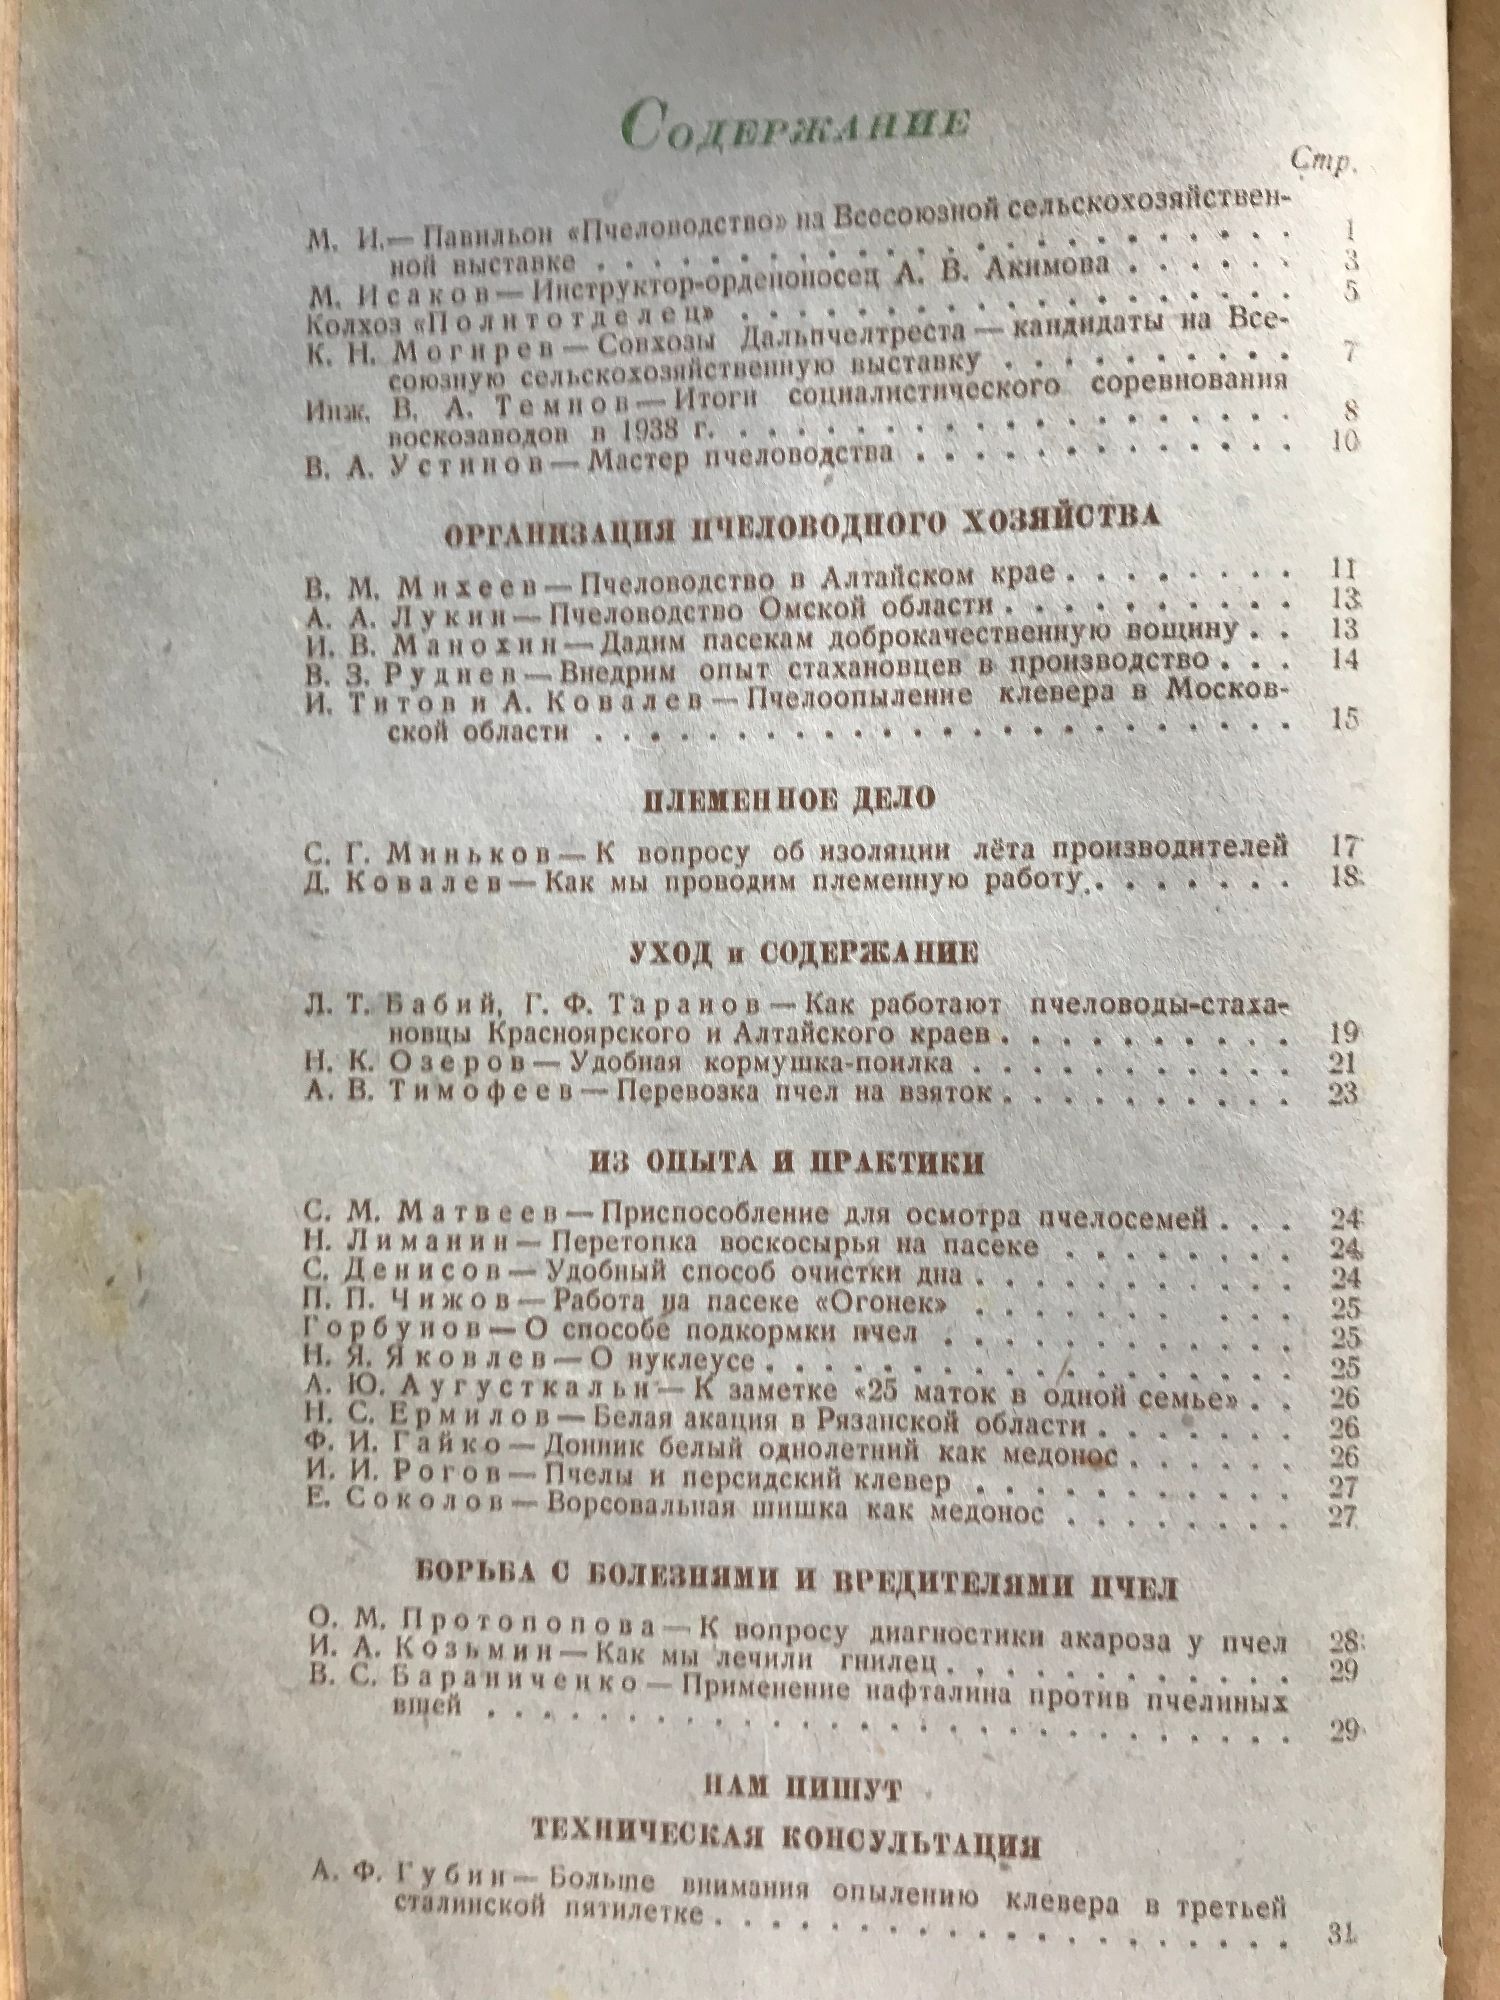 Содержание
Стр.
М. И.— Павильон «Пчеловодство» на Всесоюзной сельскохозяйствен-
ной выставке . . . . . . . . . . . . . . . . . . . . 1
М. Исаков — Инструктор-орденоносец А. В. Акимова . . . . . . 3
Колхоз «Политотделец» . . . . . . . . . . . . . . . . 5
К. Н. Могирев — Совхозы Дальпчелтреста — кандидаты на Все-
союзную сельскохозяйственную выставку . . . . . . . . . . 7
Инж. В. А. Темнов — Итоги социалистического соревнования
воскозаводов в 1938 г. . . . . . . . . . . . . . . . . . 8
В. А. Устинов — Мастер пчеловодства . . . . . . . . . . . . 10
ОРГАНИЗАЦИЯ ПЧЕЛОВОДНОГО ХОЗЯЙСТВА
В. М. Михеев — Пчеловодство в Алтайском крае . . . . . . . . 11
А. А. Лукин — Пчеловодство Омской области . . . . . . . . . . 13
И. В. Манохин — Дадим пасекам доброкачественную вощину . . 13
В. З. Руднев — Внедрим опыт стахановцев в производство . . . 14
И. Титов и А. Ковалев — Пчелоопыление клевера в Москов-
ской области . . . . . . . . . . . . . . . . . . . . . . 15
ПЛЕМЕННОЕ ДЕЛО
С. Г. Миньков — К вопросу об изоляции лёта производителей 17
Д. Ковалев — Как мы проводим племенную работу . . . . . . . 18
УХОД и СОДЕРЖАНИЕ
Л. Т. Бабий, Г. Ф. Таранов — Как работают пчеловоды-стаха-
новцы Красноярского и Алтайского краев . . . . . . . . . . 19
Н. К. Озеров — Удобная кормушка-поилка . . . . . . . . . . . 21
А. В. Тимофеев — Перевозка пчел на взяток . . . . . . . . . . 23
ИЗ ОПЫТА И ПРАКТИКИ
С. М. Матвеев — Приспособление для осмотра пчелосемей . . . 24
Н. Лиманин — Перетопка воскосырья на пасеке . . . . . . . . 24
С. Денисов — Удобный способ очистки дна . . . . . . . . . . . 24
П. П. Чижов — Работа на пасеке «Огонек» . . . . . . . . . . 25
Горбунов — О способе подкормки пчел . . . . . . . . . . . . 25
Н. Я. Яковлев — О нуклеусе . . . . . . . . . . . . . . . . . 25
А. Ю. Аугусткальн — К заметке «25 маток в одной семье» . . 26
Н. С. Ермилов — Белая акация в Рязанской области . . . . . . . 26
Ф. И. Гайко — Донник белый однолетний как медонос . . . . . . 26
И. И. Рогов — Пчелы и персидский клевер . . . . . . . . . . . 27
Е. Соколов — Ворсовальная шишка как медонос . . . . . . . . 27
БОРЬБА С БОЛЕЗНЯМИ И ВРЕДИТЕЛЯМИ ПЧЕЛ
О. М. Протопопова — К вопросу диагностики акароза у пчел 28
И. А. Козьмин — Как мы лечили гнилец . . . . . . . . . . . . 29
В. С. Бараниченко — Применение нафталина против пчелиных
вшей . . . . . . . . . . . . . . . . . . . . . . . . . . 29
НАМ ПИШУТ
ТЕХНИЧЕСКАЯ КОНСУЛЬТАЦИЯ
А. Ф. Губин — Больше внимания опылению клевера в третьей
сталинской пятилетке . . . . . . . . . . . . . . . . . . . 31